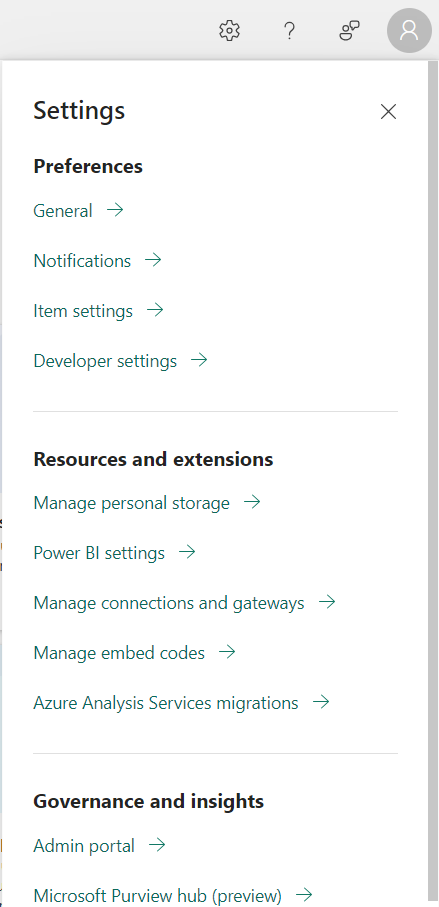 Settings
Preferences
General
Notifications
Item settings
Developer settings
Resources and extensions
Manage personal storage
Power BI settings
Manage connections and gateways
Manage embed codes
Azure Analysis Services migrations
Governance and insights
Admin portal
Microsoft Purview hub (preview)